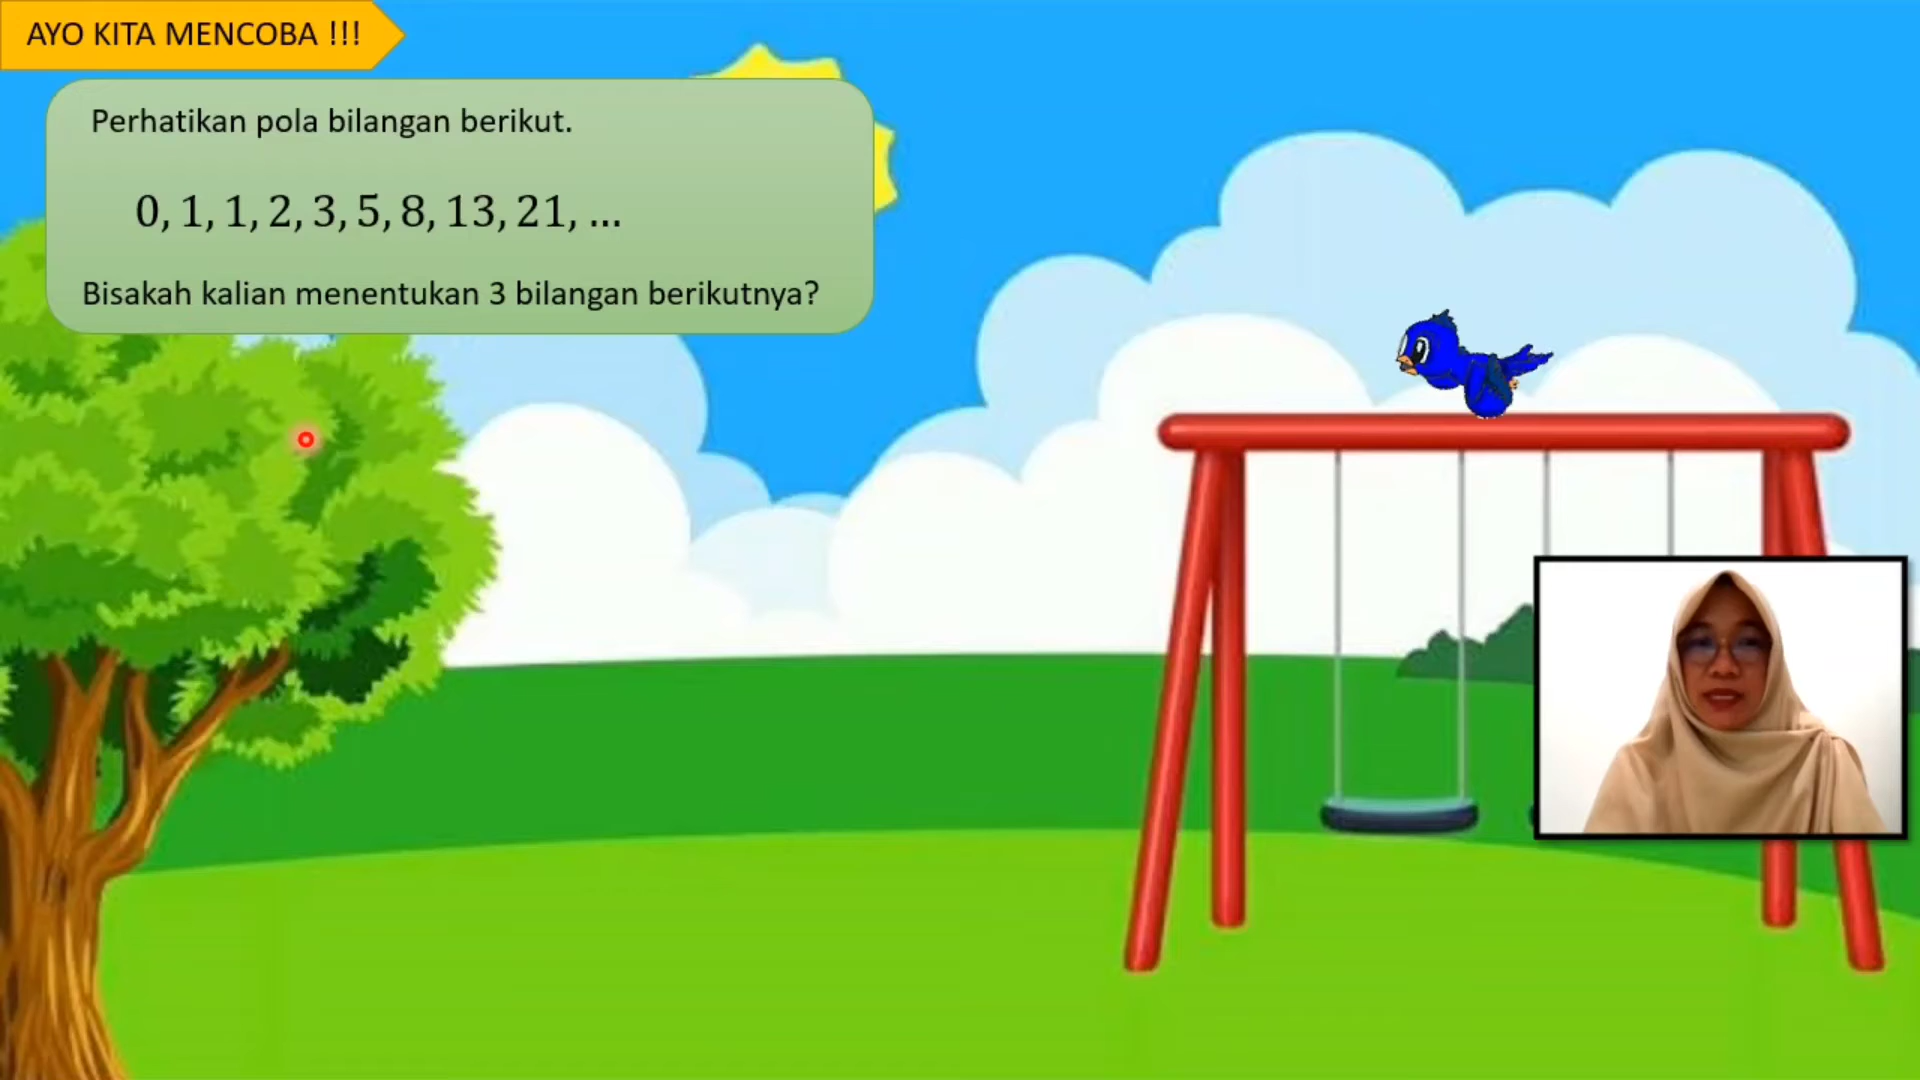 AYO KITA MENCOBA !!!
Perhatikan pola bilangan berikut.
0, 1, 1, 2, 3, 5, 8, 13, 21, ...
Bisakah kalian menentukan 3 bilangan berikutnya?